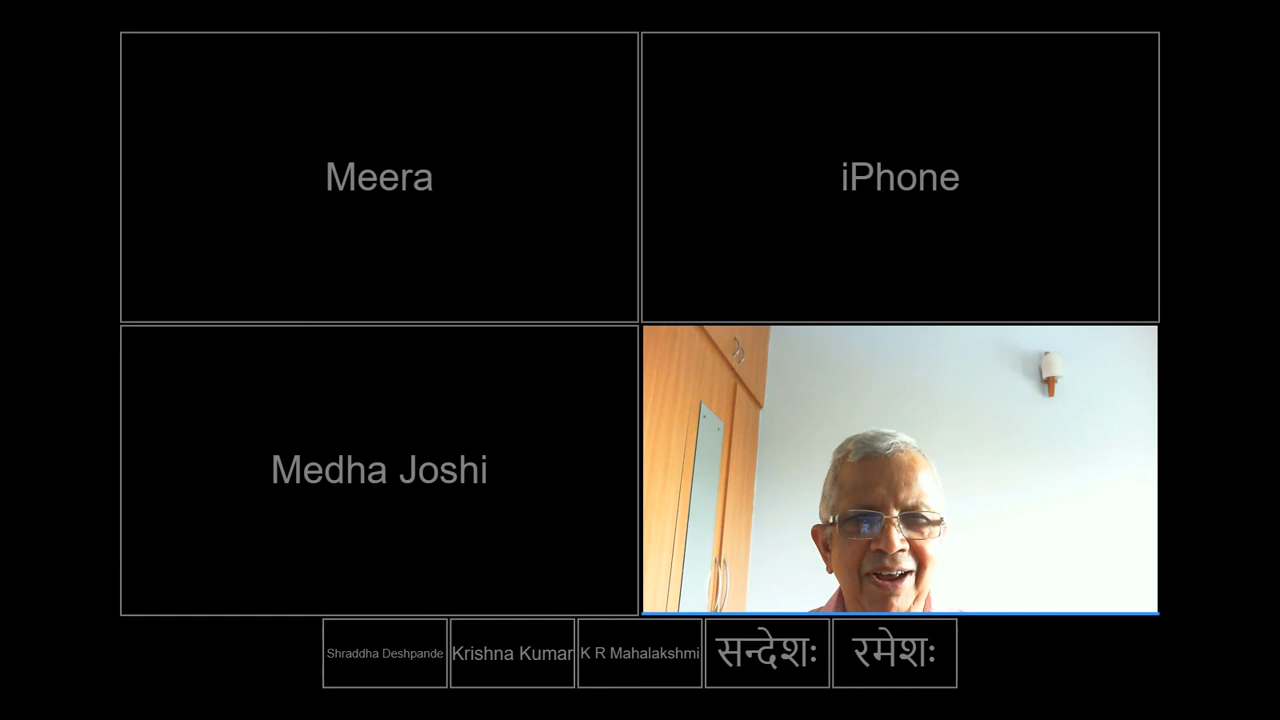 Meera
iPhone
Medha Joshi
Shraddha Deshpande
Krishna Kumar
K R Mahalakshmi
सन्देशः
रमेशः